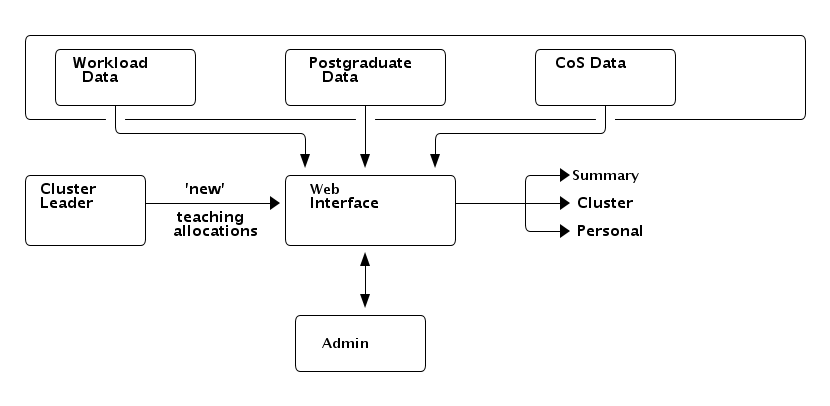 Workload
Data
Postgraduate
Data
CoS Data
Cluster
Leader
'new'
teaching
allocations
Web
Interface
Summary
Cluster
Personal
Admin